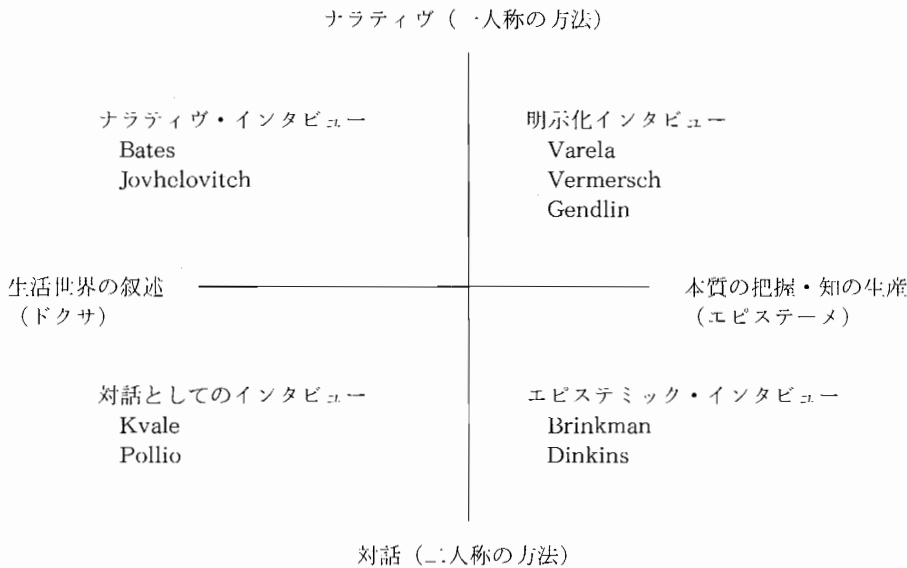 ナラティヴ（一人称の方法）
ナラティヴ・インタビュー
Bates
Jovhelovitch
明示化インタビュー
Varela
Vermersch
Gendlin
生活世界の叙述
（ドクサ）
本質の把握・知の生産
（エピステーメ）
対話としてのインタビュー
Kvale
Pollio
エピステミック・インタビュー
Brinkman
Dinkins
対話（二人称の方法）